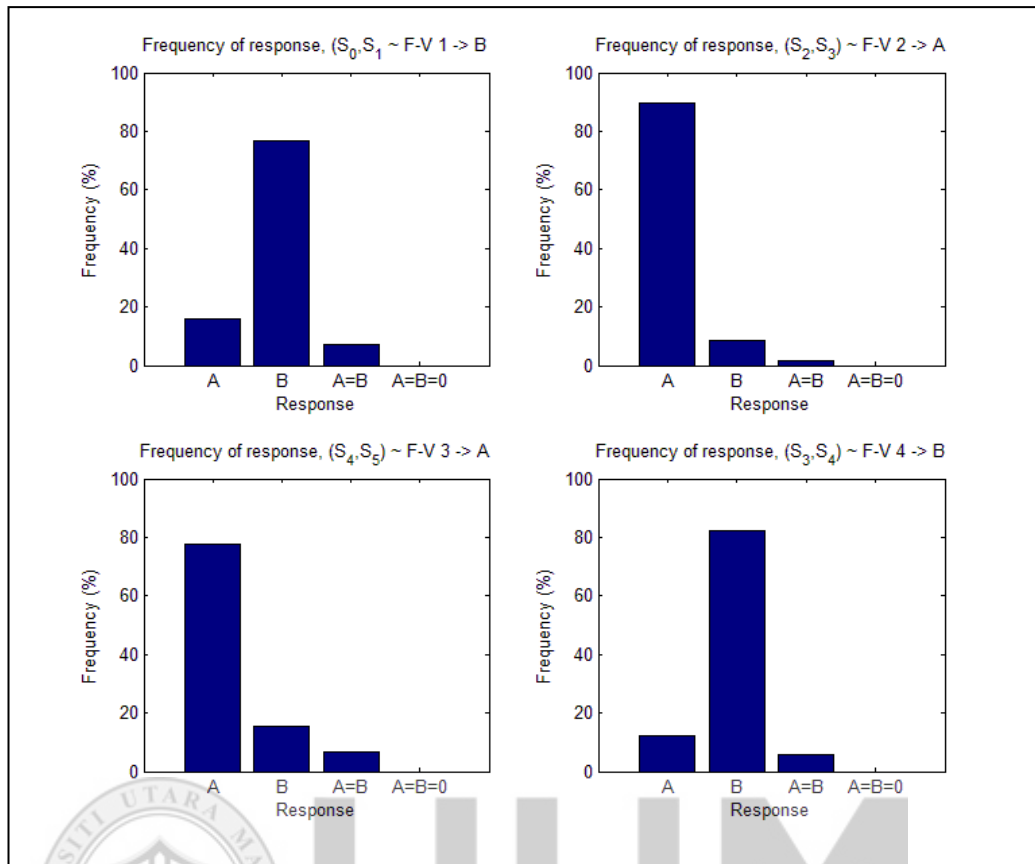 Frequency of response, (S0,S1 ~ F-V 1 -> B
Frequency (%)
100
80
60
40
20
0
A B A=B A=B=0
Response
Frequency of response, (S2,S3) ~ F-V 2 -> A
Frequency (%)
100
80
60
40
20
0
A B A=B A=B=0
Response
Frequency of response, (S4,S5) ~ F-V 3 -> A
Frequency (%)
100
80
60
40
20
0
A B A=B A=B=0
Response
Frequency of response, (S3,S4) ~ F-V 4 -> B
Frequency (%)
100
80
60
40
20
0
A B A=B A=B=0
Response
SITI UTARA MA
UUM